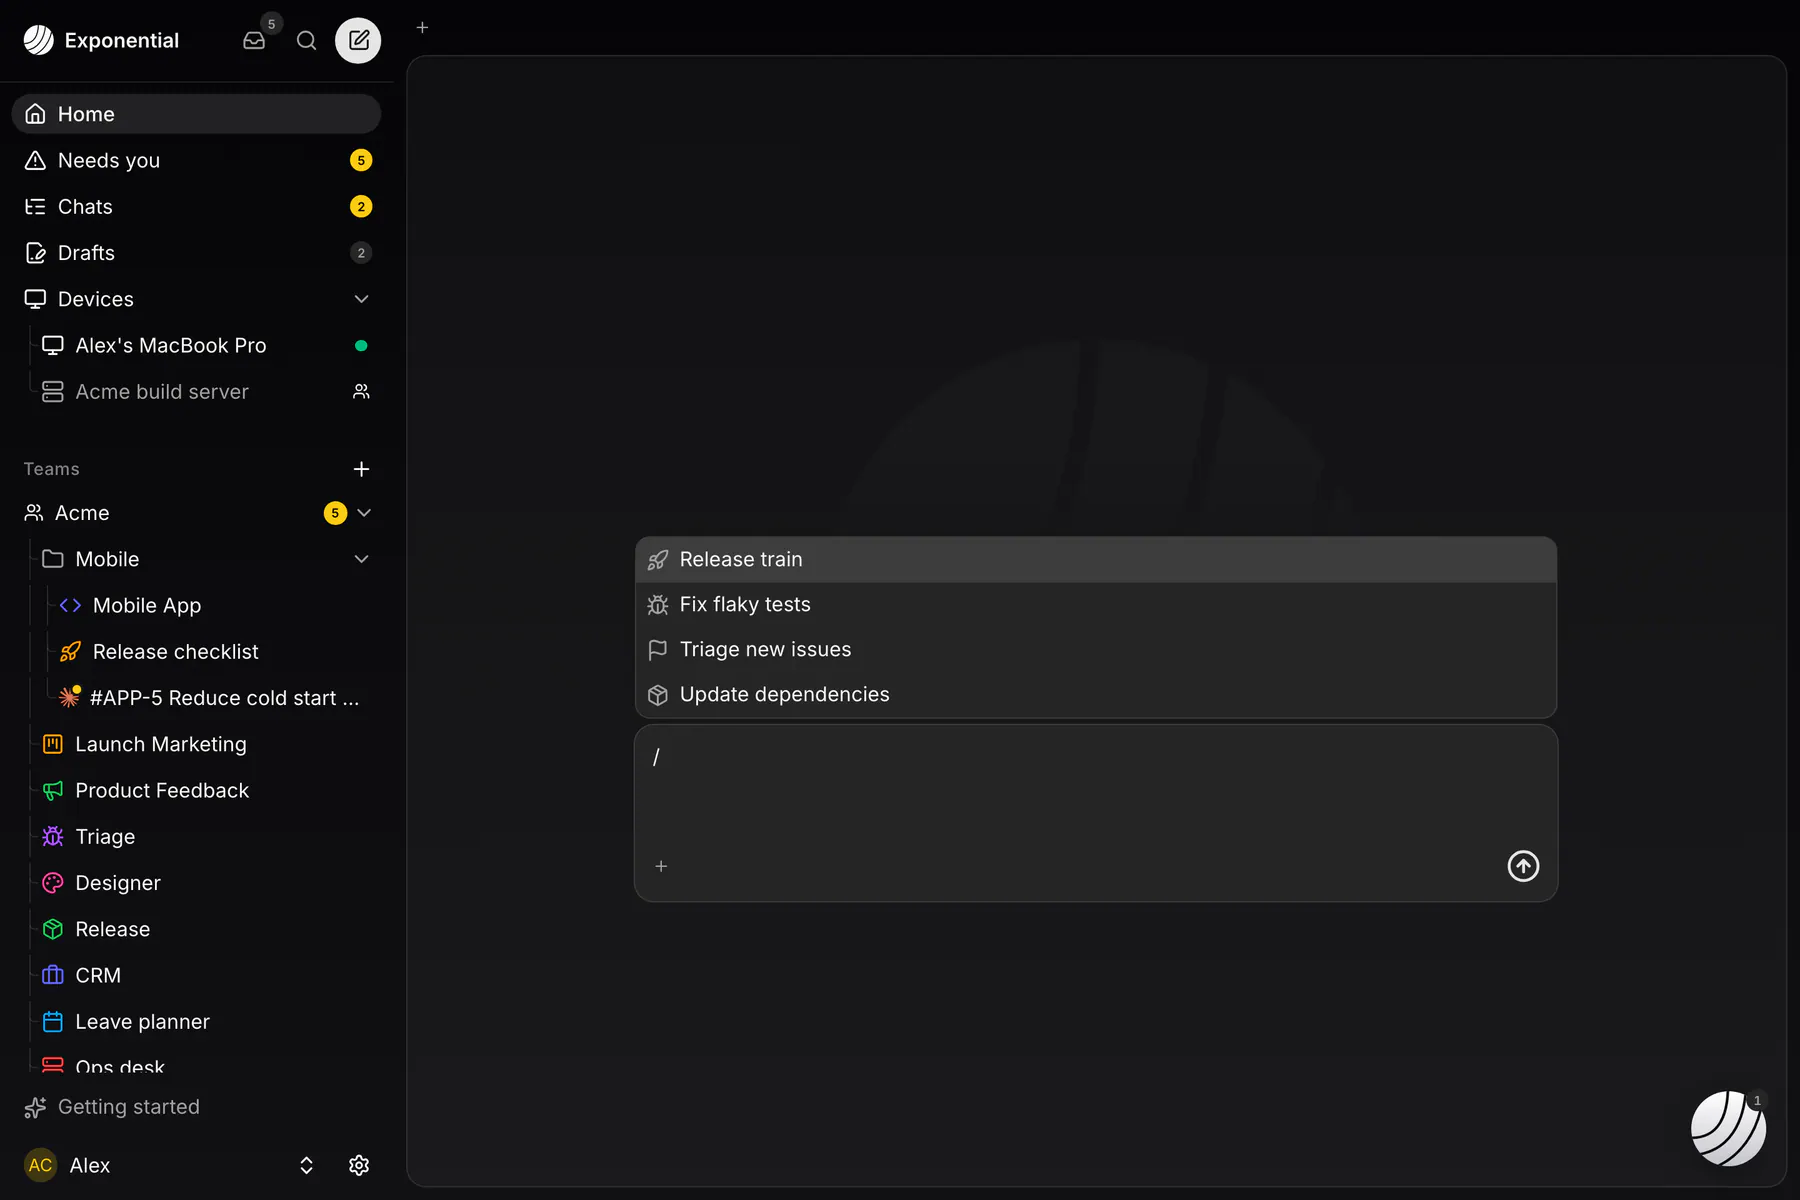 Exponential
5
Home
Needs you
5
Chats
2
Drafts
2
Devices
Alex's MacBook Pro
Acme build server
Teams
Acme
5
Mobile
Mobile App
Release checklist
#APP-5 Reduce cold start ...
Launch Marketing
Product Feedback
Triage
Designer
Release
CRM
Leave planner
Ops desk
Getting started
AC
Alex
Release train
Fix flaky tests
Triage new issues
Update dependencies
/
1